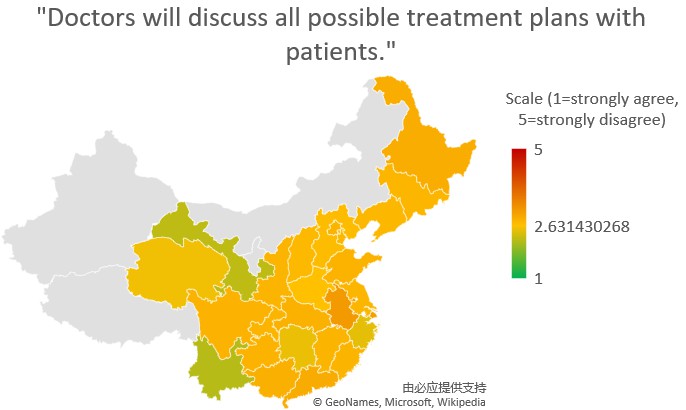 "Doctors will discuss all possible treatment plans with
patients."
Scale (1=strongly agree,
5=strongly disagree)
5
2.631430268
1
由必应提供支持
© GeoNames, Microsoft, Wikipedia